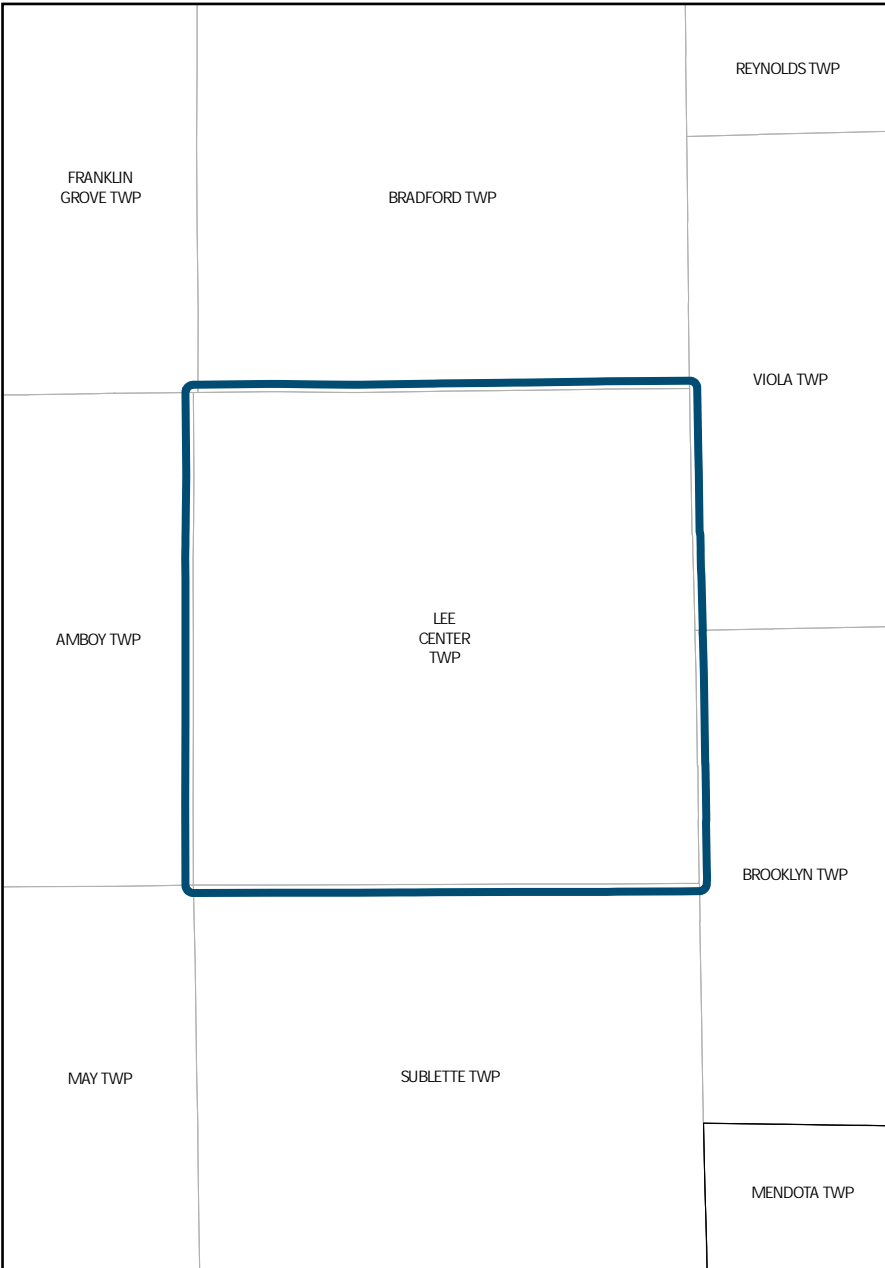 REYNOLDS TWP
FRANKLIN
GROVE TWP
BRADFORD TWP
VIOLA TWP
LEE
CENTER
TWP
AMBOY TWP
BROOKLYN TWP
MAY TWP
SUBLETTE TWP
MENDOTA TWP